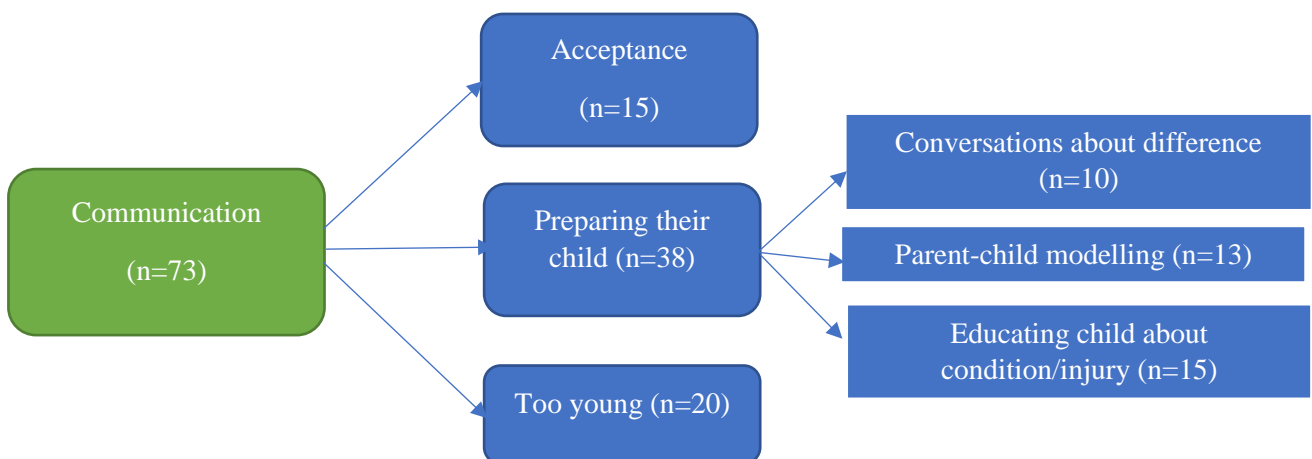 Communication
(n=73)
Acceptance
(n=15)
Preparing their
child (n=38)
Too young (n=20)
Conversations about difference
(n=10)
Parent-child modelling (n=13)
Educating child about
condition/injury (n=15)